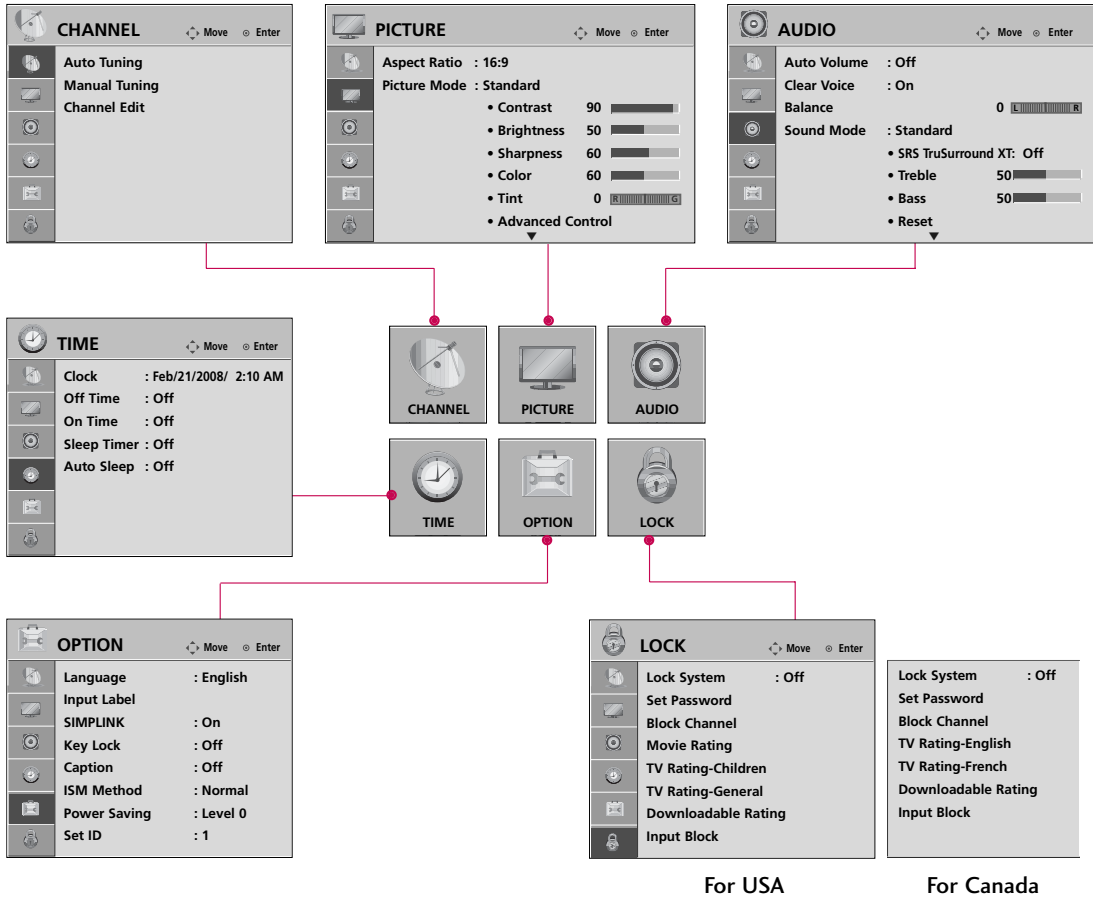 CHANNEL Move Enter
Auto Tuning
Manual Tuning
Channel Edit
PICTURE Move Enter
Aspect Ratio : 16:9
Picture Mode : Standard
• Contrast 90
• Brightness 50
• Sharpness 60
• Color 60
• Tint 0 R G
• Advanced Control
AUDIO Move Enter
Auto Volume : Off
Clear Voice : On
Balance 0 L R
Sound Mode : Standard
• SRS TruSurround XT: Off
• Treble 50
• Bass 50
• Reset
TIME Move Enter
Clock : Feb/21/2008/ 2:10 AM
Off Time : Off
On Time : Off
Sleep Timer : Off
Auto Sleep : Off
CHANNEL
PICTURE
AUDIO
TIME
OPTION
LOCK
OPTION Move Enter
Language : English
Input Label
SIMPLINK : On
Key Lock : Off
Caption : Off
ISM Method : Normal
Power Saving : Level 0
Set ID : 1
LOCK Move Enter
Lock System : Off
Set Password
Block Channel
Movie Rating
TV Rating-Children
TV Rating-General
Downloadable Rating
Input Block
For USA
Lock System : Off
Set Password
Block Channel
TV Rating-English
TV Rating-French
Downloadable Rating
Input Block
For Canada